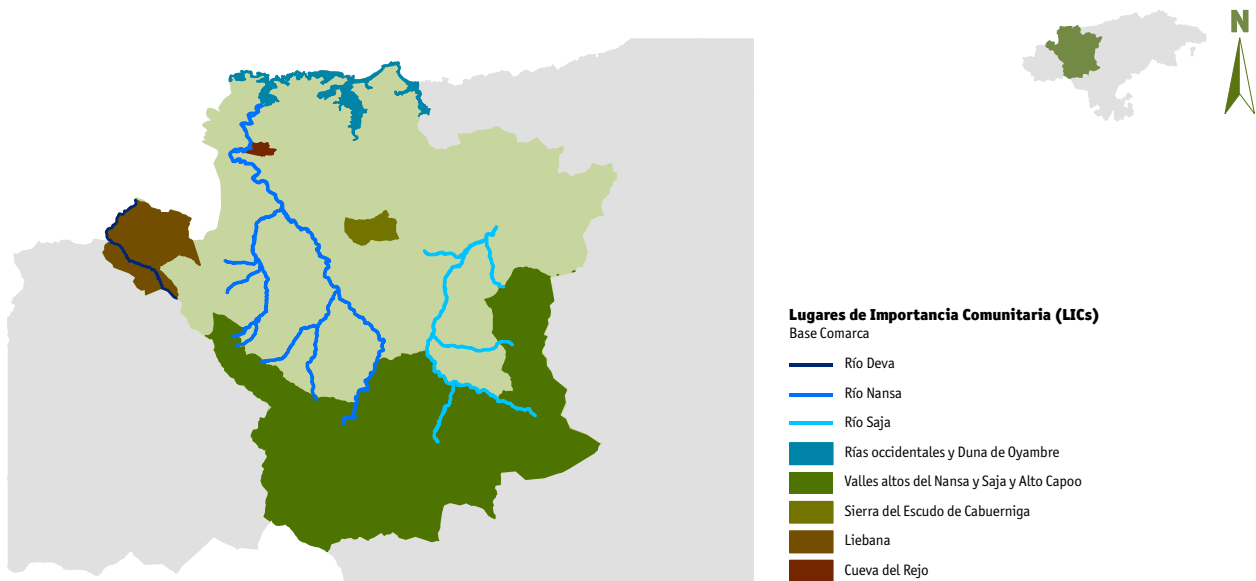 N
Lugares de Importancia Comunitaria (LICs)
Base Comarca
Río Deva
Río Nansa
Río Saja
Rías occidentales y Duna de Oyambre
Valles altos del Nansa y Saja y Alto Capoo
Sierra del Escudo de Cabuerniga
Liebana
Cueva del Rejo